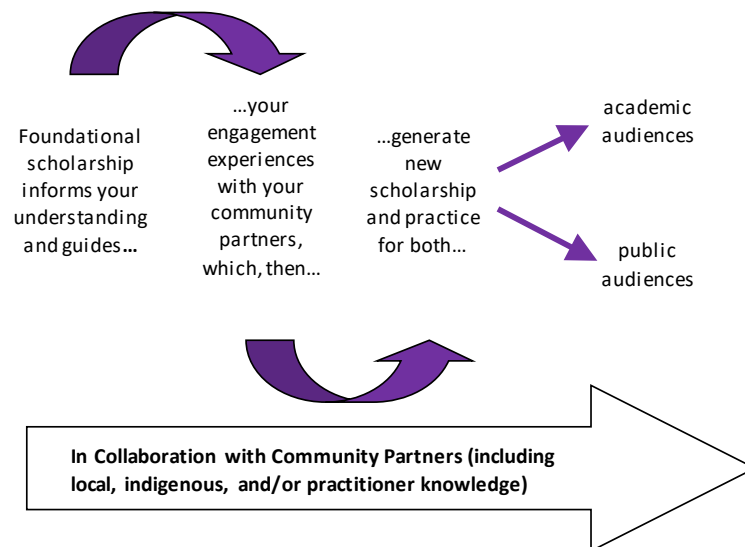 Foundational
scholarship
informs your
understanding
and guides...
...your
engagement
experiences
with your
community
partners,
which, then...
...generate
new
scholarship
and practice
for both...
academic
audiences
public
audiences
In Collaboration with Community Partners (including
local, indigenous, and/or practitioner knowledge)